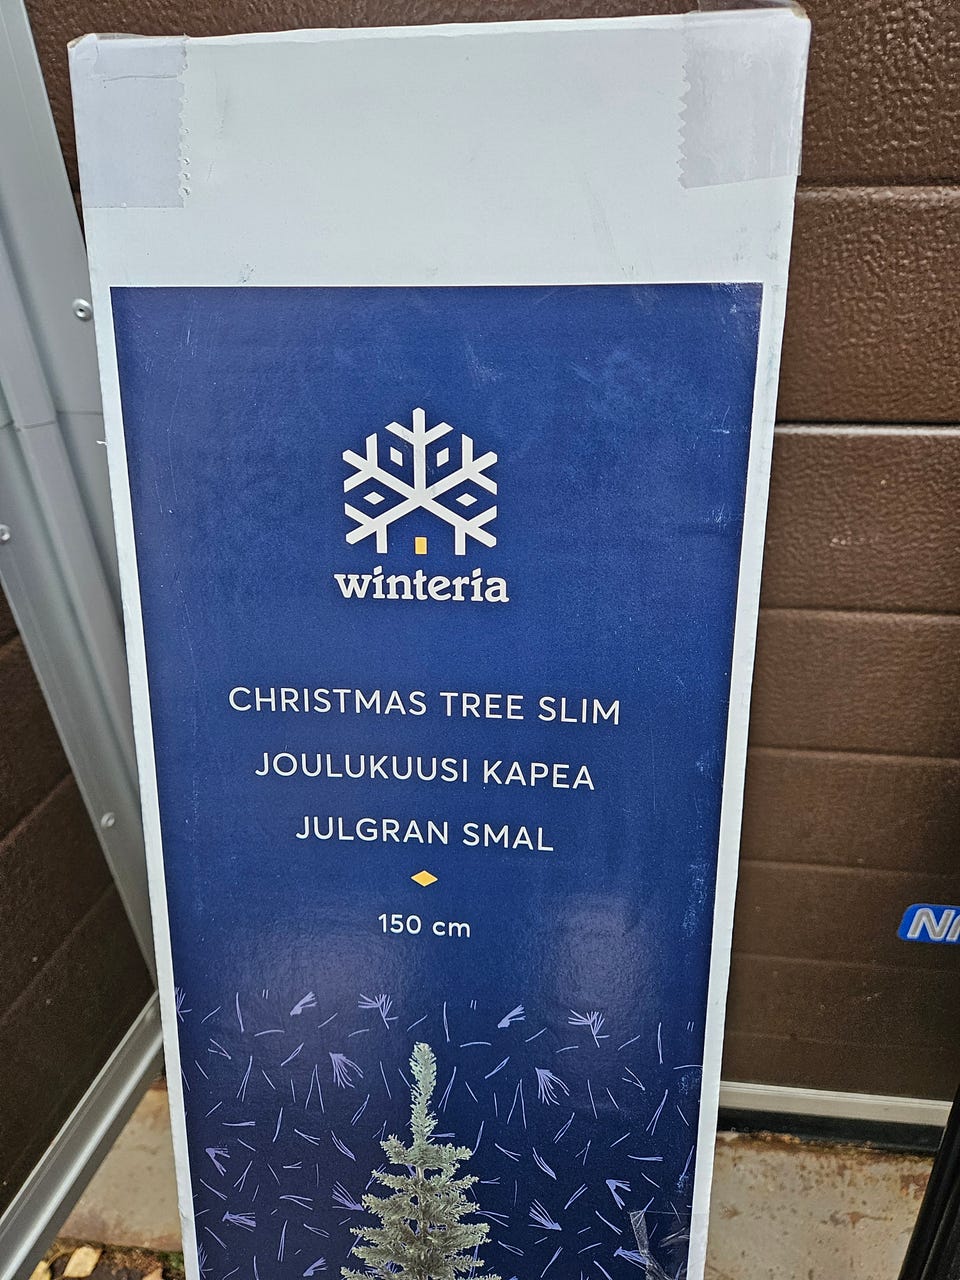 winteria
CHRISTMAS TREE SLIM
JOULUKUUSI KAPEA
JULGRAN SMAL
150 cm